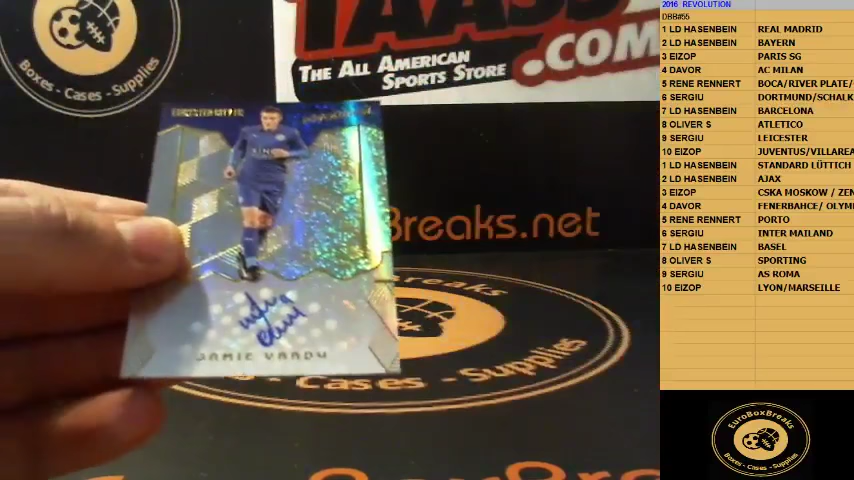 Boxes - Cases - Supplies
TAASS
THE ALL AMERICAN
SPORTS STORE
.COM
KING
JAMIE VARDY
Breaks.net
- Cases - Supplies
EuroBoxBreaks
2016 REVOLUTION
DBB#55
1 LD HASENBEIN REAL MADRID
2 LD HASENBEIN BAYERN
3 EIZOP PARIS SG
4 DAVOR AC MILAN
5 RENE RENNERT BOCA/RIVER PLATE/
6 SERGIU DORTMUND/SCHALK
7 LD HASENBEIN BARCELONA
8 OLIVER S ATLETICO
9 SERGIU LEICESTER
10 EIZOP JUVENTUS/VILLAREA
1 LD HASENBEIN STANDARD LÜTTICH
2 LD HASENBEIN AJAX
3 EIZOP CSKA MOSKOW / ZEN
4 DAVOR FENERBAHCE/ OLYM
5 RENE RENNERT PORTO
6 SERGIU INTER MAILAND
7 LD HASENBEIN BASEL
8 OLIVER S SPORTING
9 SERGIU AS ROMA
10 EIZOP LYON/MARSEILLE
EuroBoxBreaks
Boxes - Cases - Supplies